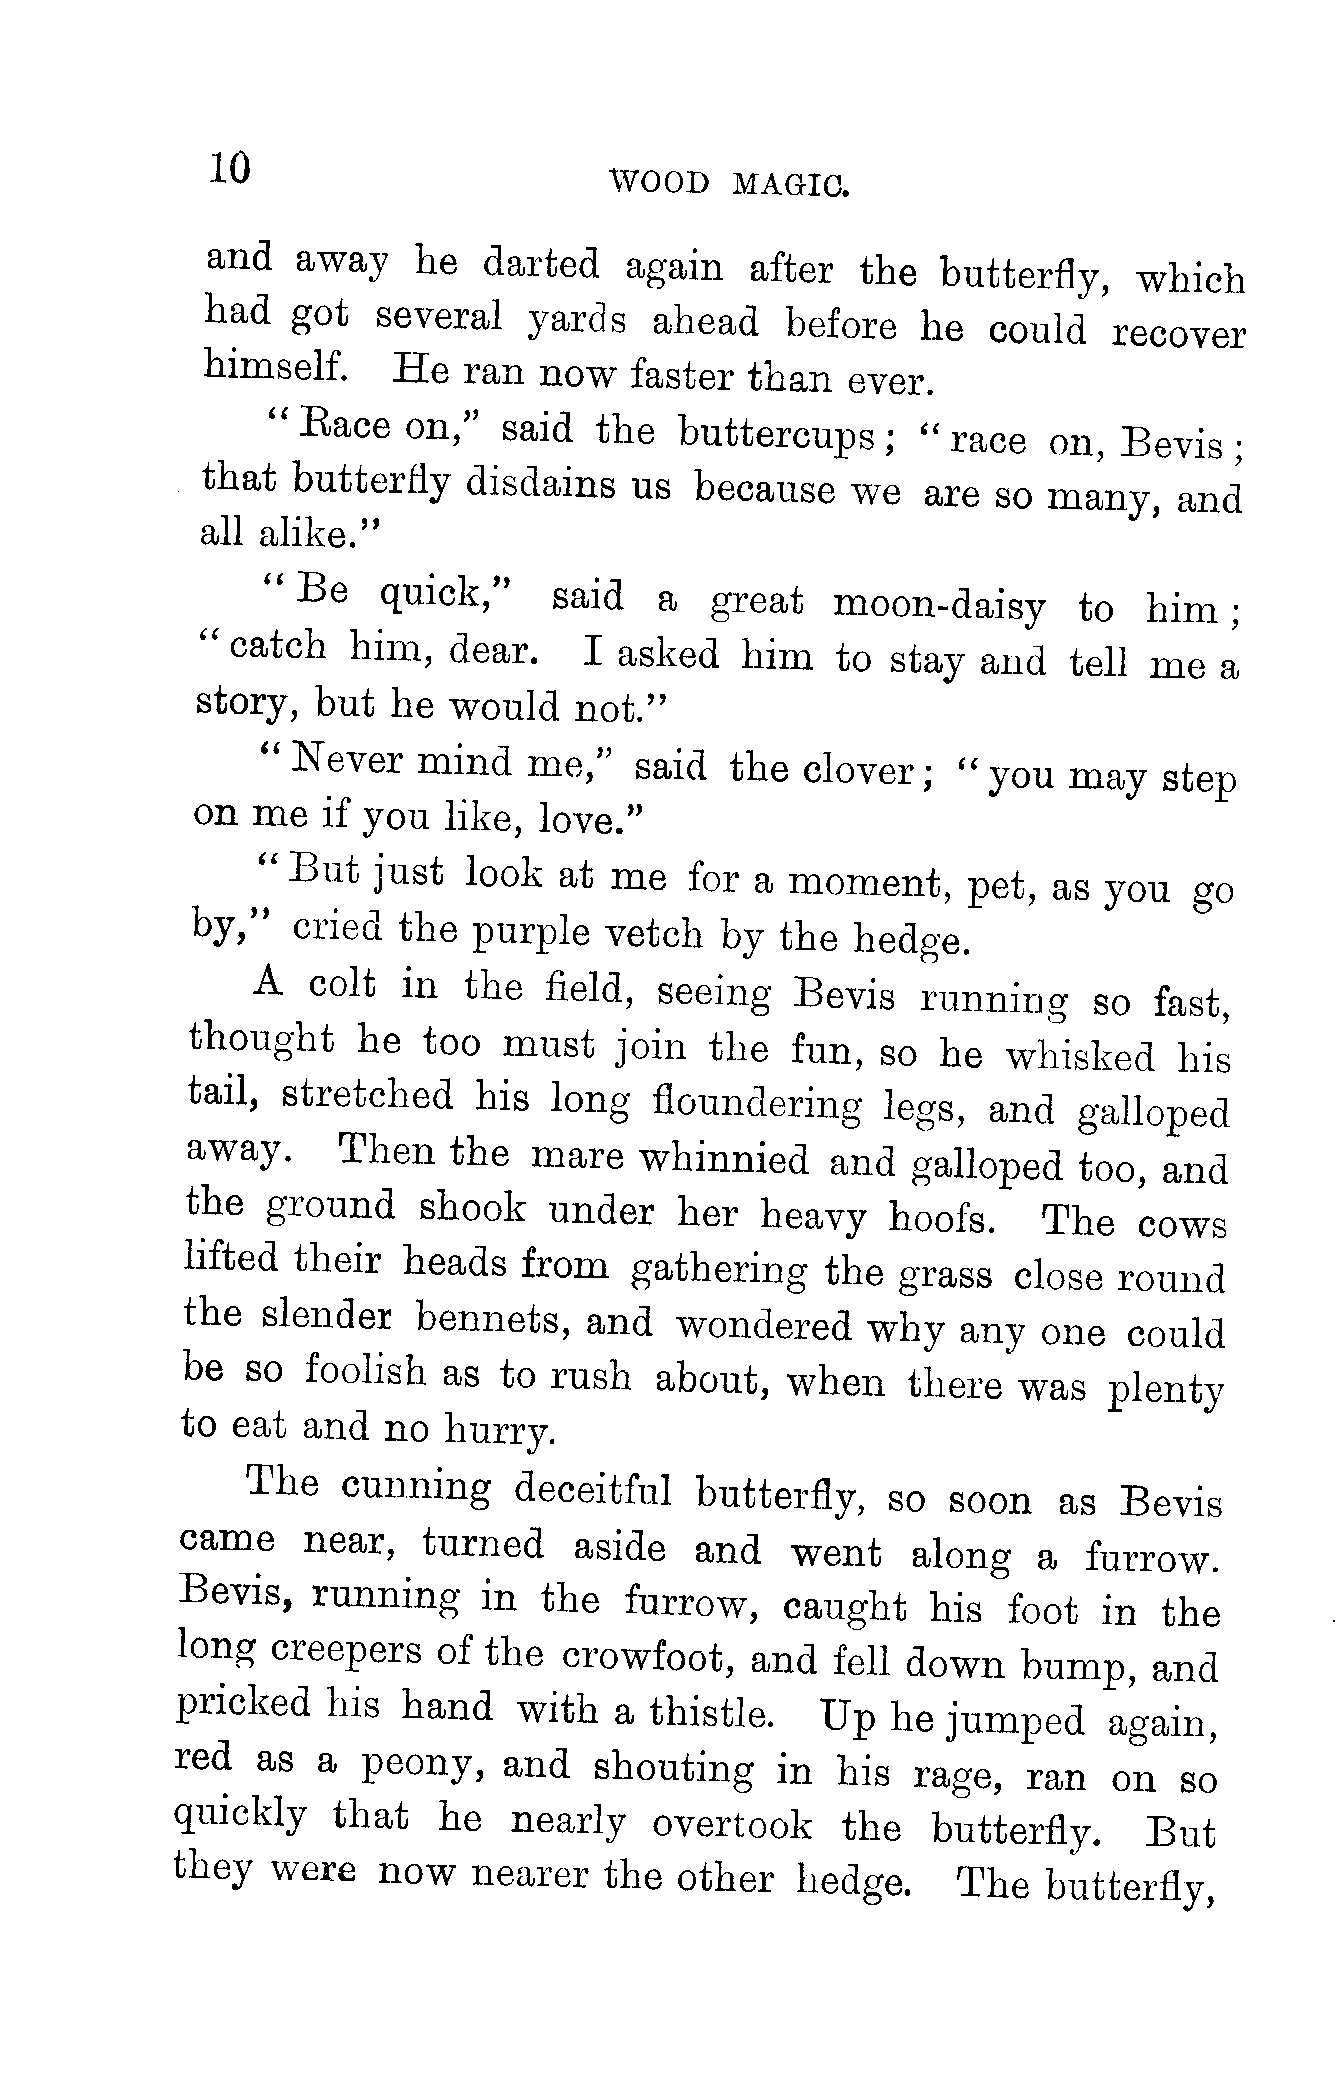 10
WOOD MAGIC.
and away he darted again after the butterfly, which
had got several yards ahead before he could recover
himself. He ran now faster than ever.
“Race on,” said the buttercups; “race on, Bevis;
that butterfly disdains us because we are so many, and
all alike.”
“Be quick,” said a great moon-daisy to him;
“catch him, dear. I asked him to stay and tell me a
story, but he would not.”
“Never mind me,” said the clover; “you may step
on me if you like, love.”
“But just look at me for a moment, pet, as you go
by,” cried the purple vetch by the hedge.
A colt in the field, seeing Bevis running so fast,
thought he too must join the fun, so he whisked his
tail, stretched his long floundering legs, and galloped
away. Then the mare whinnied and galloped too, and
the ground shook under her heavy hoofs. The cows
lifted their heads from gathering the grass close round
the slender bennets, and wondered why any one could
be so foolish as to rush about, when there was plenty
to eat and no hurry.
The cunning deceitful butterfly, so soon as Bevis
came near, turned aside and went along a furrow.
Bevis, running in the furrow, caught his foot in the
long creepers of the crowfoot, and fell down bump, and
pricked his hand with a thistle. Up he jumped again,
red as a peony, and shouting in his rage, ran on so
quickly that he nearly overtook the butterfly. But
they were now nearer the other hedge. The butterfly,